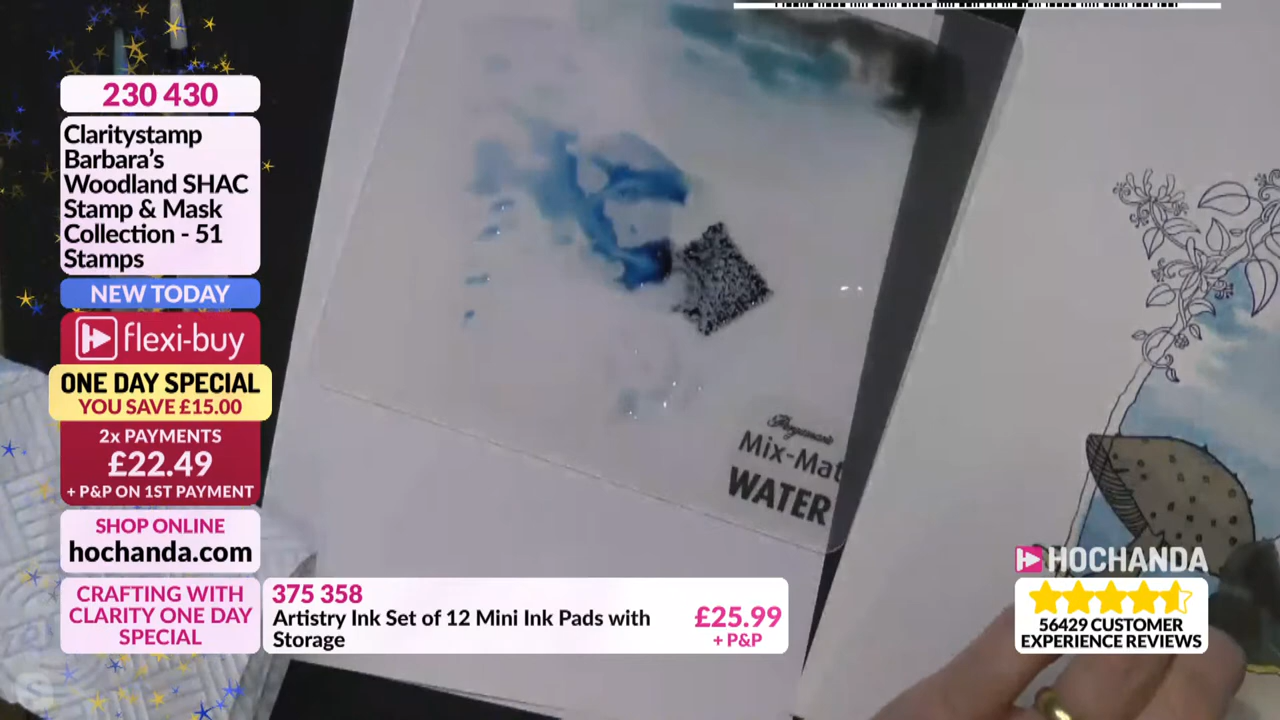 230 430
Claritystamp
Barbara's
Woodland SHAC
Stamp & Mask
Collection - 51
Stamps
NEW TODAY
flexi-buy
ONE DAY SPECIAL
YOU SAVE £15.00
2x PAYMENTS
£22.49
+ P&P ON 1ST PAYMENT
SHOP ONLINE
hochanda.com
CRAFTING WITH
CLARITY ONE DAY
SPECIAL
375 358
Artistry Ink Set of 12 Mini Ink Pads with
Storage
£25.99
+ P&P
Pergamano
Mix-Mat
WATER
HOCHANDA
56429 CUSTOMER
EXPERIENCE REVIEWS